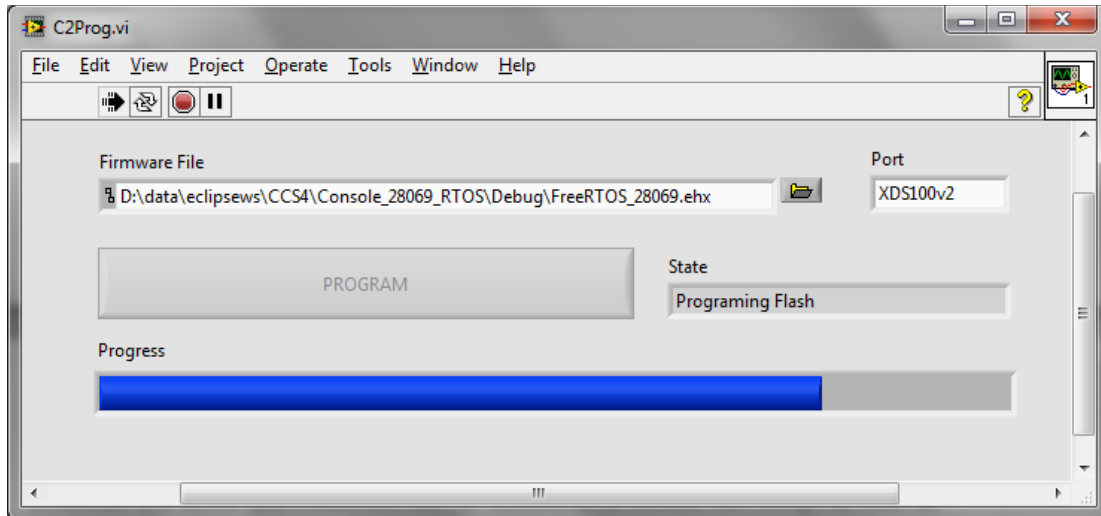 C2Prog.vi
File Edit View Project Operate Tools Window Help
1
Firmware File
Port
D:\data\eclipsews\CCS4\Console_28069_RTOS\Debug\FreeRTOS_28069.ehx
XDS100v2
PROGRAM
State
Programing Flash
Progress